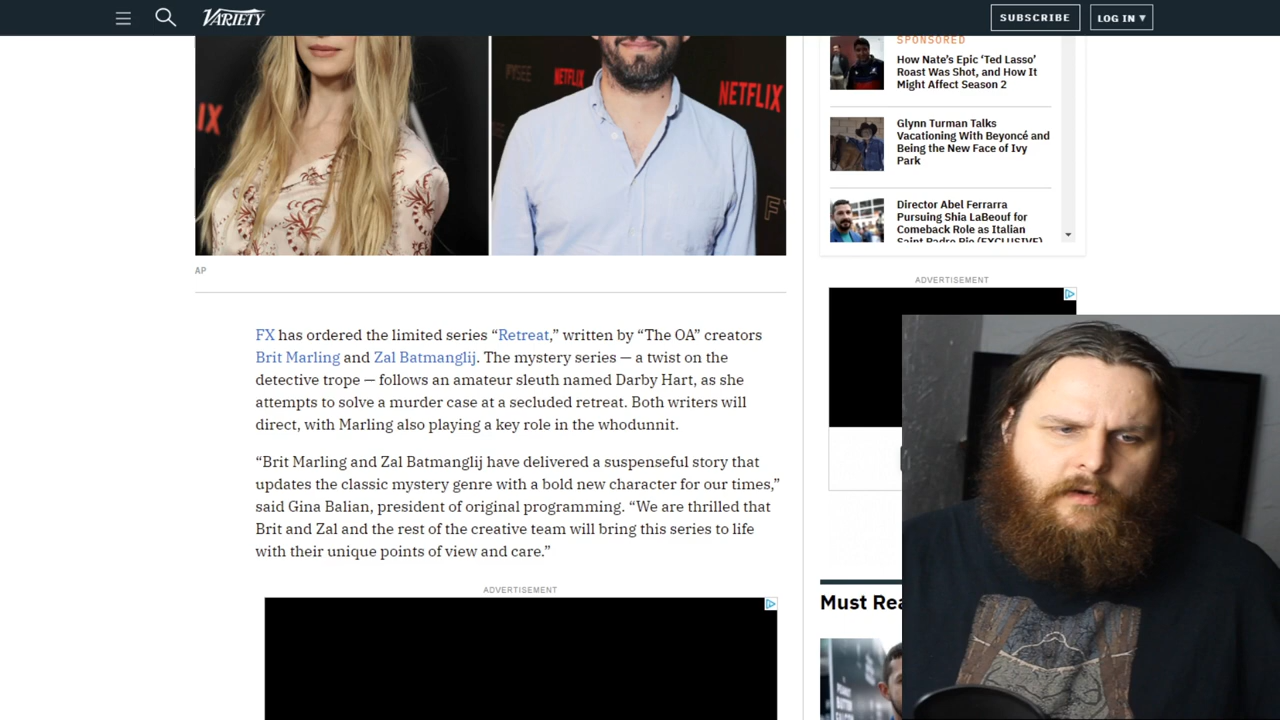 VARIETY
SUBSCRIBE
LOG IN ▼
NETFLIX
NETFLIX
IX
F
SPONSORED
How Nate's Epic ‘Ted Lasso’
Roast Was Shot, and How It
Might Affect Season 2
Glynn Turman Talks
Vacationing With Beyoncé and
Being the New Face of Ivy
Park
Director Abel Ferrara
Pursuing Shia LaBeouf for
Comeback Role as Italian
Saint Padre Pio (EXCLUSIVE)
AP
ADVERTISEMENT
FX has ordered the limited series “Retreat,” written by “The OA” creators
Brit Marling and Zal Batmanglij. The mystery series — a twist on the
detective trope — follows an amateur sleuth named Darby Hart, as she
attempts to solve a murder case at a secluded retreat. Both writers will
direct, with Marling also playing a key role in the whodunnit.
“Brit Marling and Zal Batmanglij have delivered a suspenseful story that
updates the classic mystery genre with a bold new character for our times,”
said Gina Balian, president of original programming. “We are thrilled that
Brit and Zal and the rest of the creative team will bring this series to life
with their unique points of view and care.”
ADVERTISEMENT
Must Rea